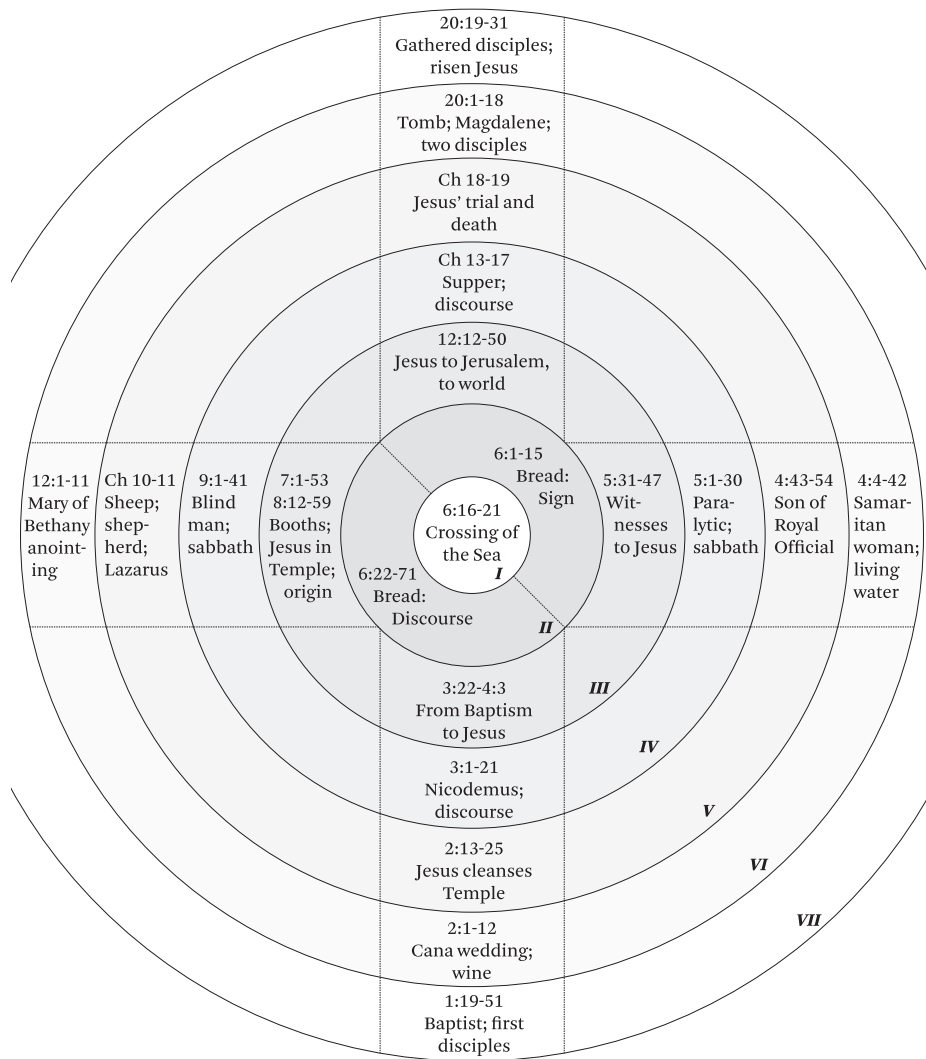 20:19-31
Gathered disciples;
risen Jesus
20:1-18
Tomb; Magdalene;
two disciples
Ch 18-19
Jesus’ trial and
death
Ch 13-17
Supper;
discourse
12:12-50
Jesus to Jerusalem,
to world
12:1-11
Mary of
Bethany
anoint-
ing
Ch 10-11
Sheep;
shep-
herd;
Lazarus
9:1-41
Blind
man;
sabbath
7:1-53
8:12-59
Booths;
Jesus in
Temple;
origin
6:22-71
Bread:
Discourse
6:16-21
Crossing of
the Sea
I
6:1-15
Bread:
Sign
II
5:31-47
Wit-
nesses
to Jesus
5:1-30
Para-
lytic;
sabbath
4:43-54
Son of
Royal
Official
4:4-42
Samar-
itan
woman;
living
water
3:22-4:3
From Baptism
to Jesus
III
3:1-21
Nicodemus;
discourse
IV
2:13-25
Jesus cleanses
Temple
V
2:1-12
Cana wedding;
wine
VI
1:19-51
Baptist; first
disciples
VII